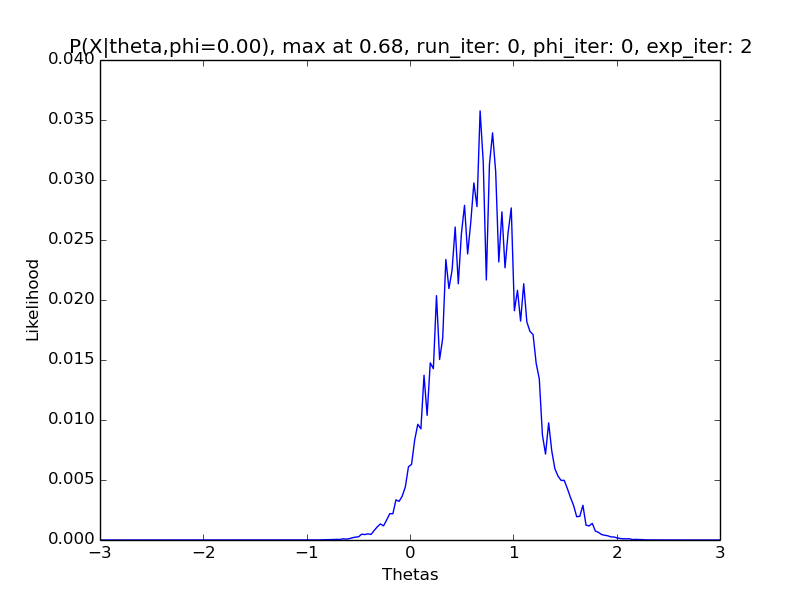 P(X|theta,phi=0.00), max at 0.68, run_iter: 0, phi_iter: 0, exp_iter: 2
0.040
0.035
0.030
0.025
0.020
0.015
0.010
0.005
0.000
Likelihood
−3 −2 −1 0 1 2 3
Thetas